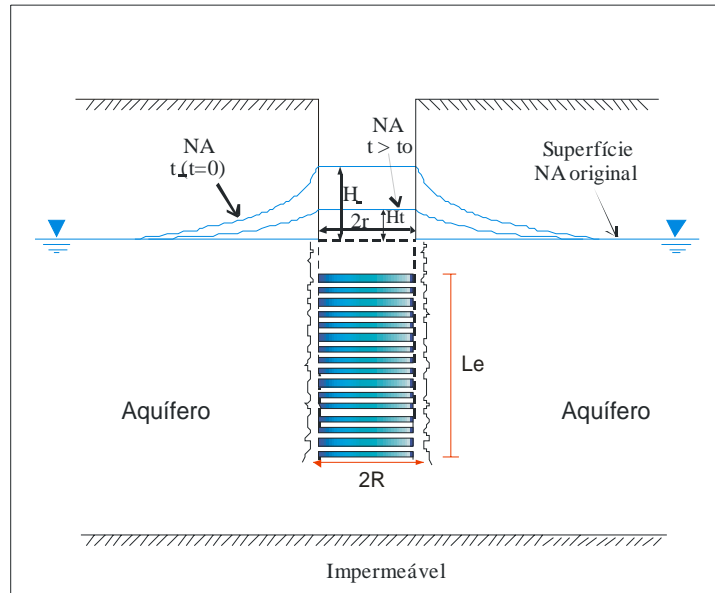 NA
t (t=0)
NA
t > to
Superfície
NA original
H
2r
Ht
Le
Aquífero
Aquífero
2R
Impermeável